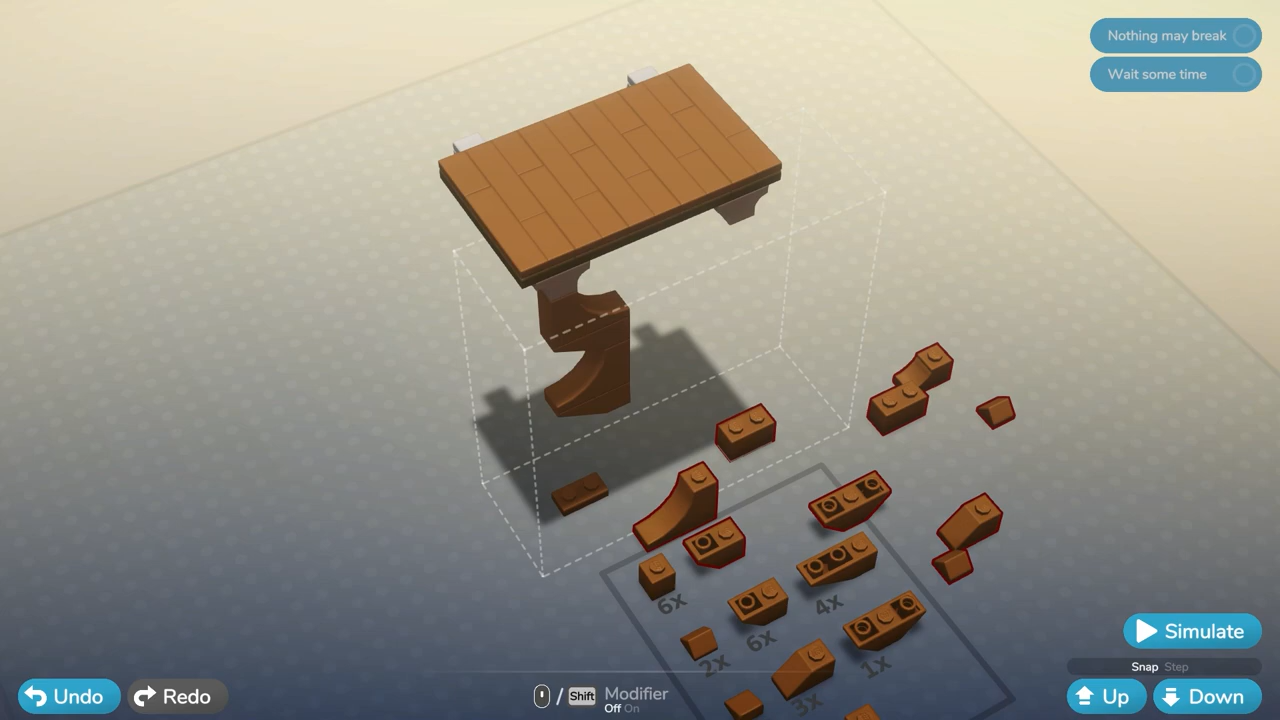 Nothing may break
Wait some time
6x
4x
6x
2x
1x
3x
Simulate
Snap Step
Undo
Redo
/ Shift Modifier
Off On
Up
Down